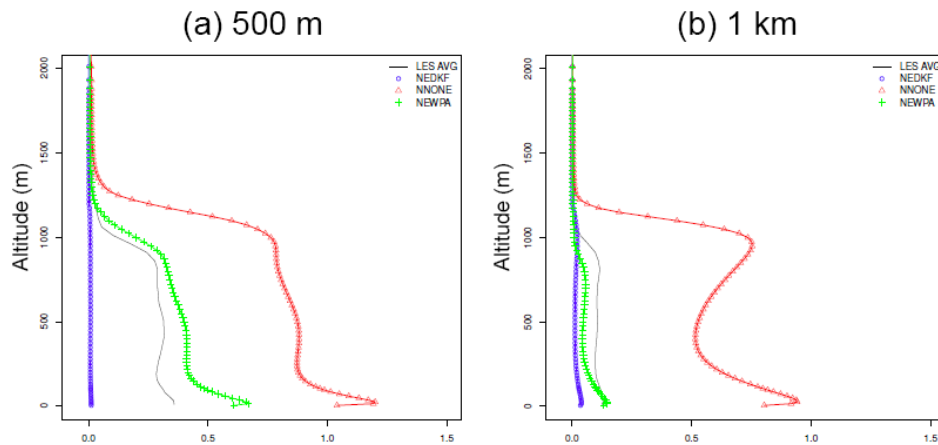 (a) 500 m
(b) 1 km
LES AVG
NEDKF
NNONE
NEWPA
LES AVG
NEDKF
NNONE
NEWPA
Altitude (m)
2000
1500
1000
500
0
Altitude (m)
2000
1500
1000
500
0
0.0 0.5 1.0 1.5
0.0 0.5 1.0 1.5